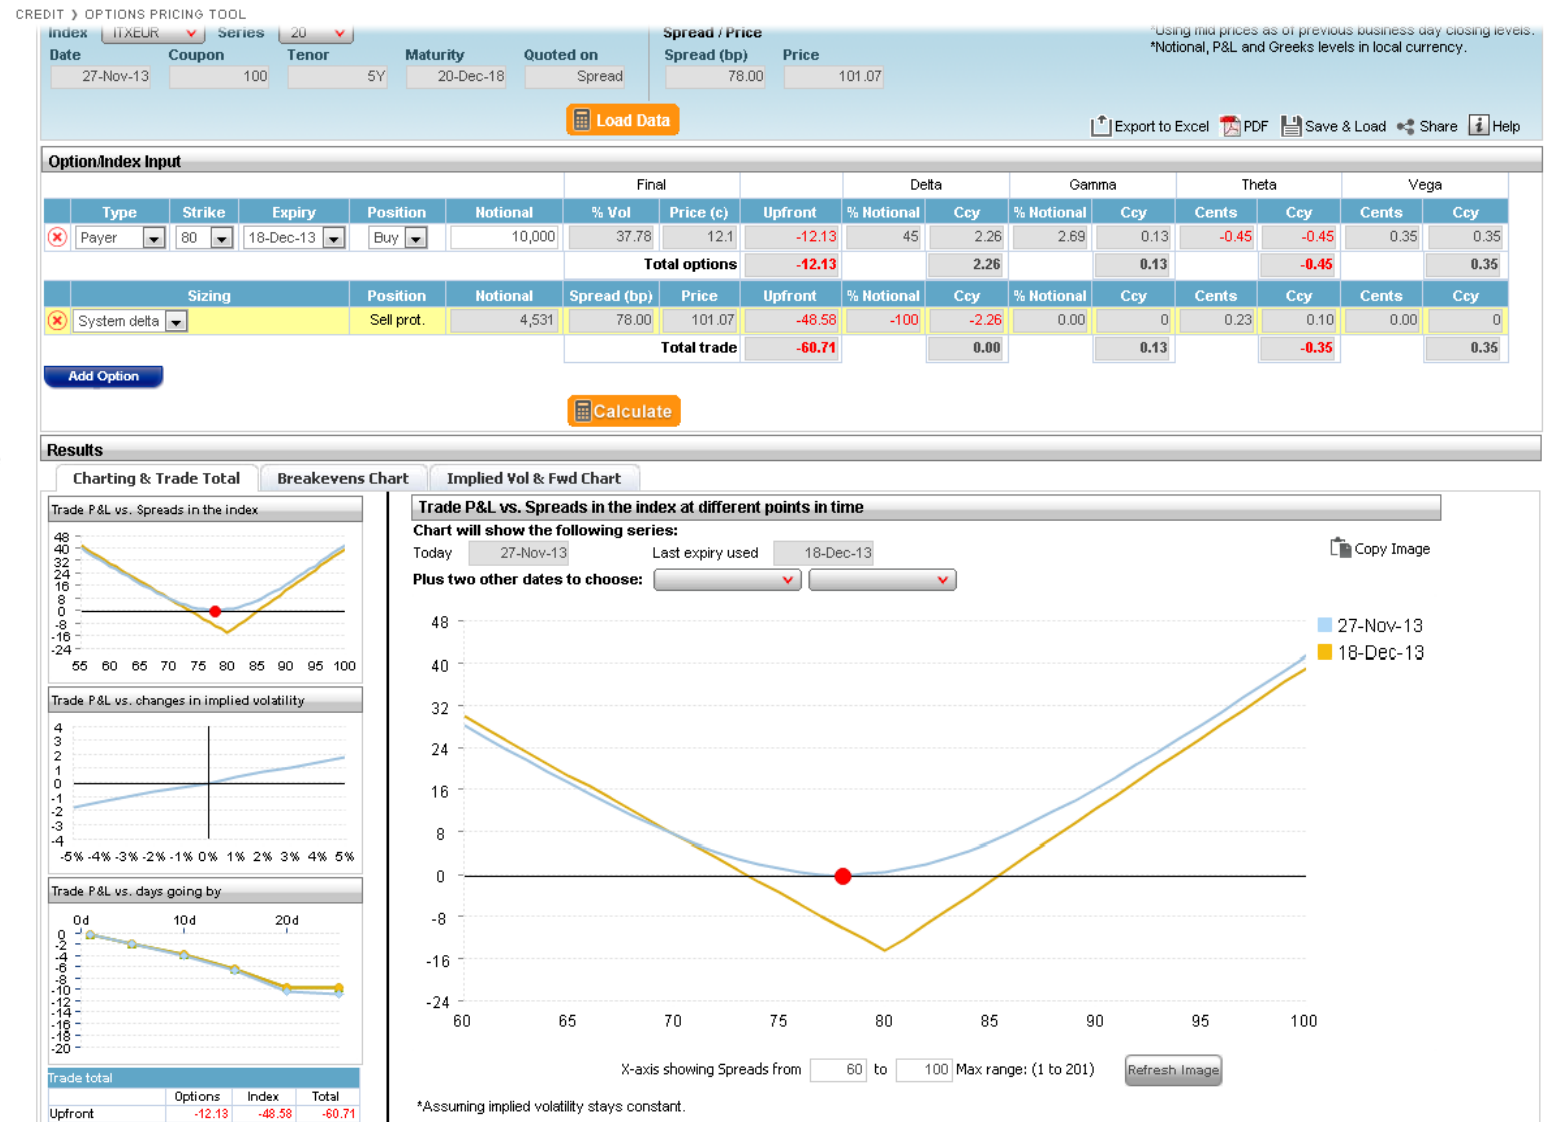 CREDIT ❯ OPTIONS PRICING TOOL
Index ITXEUR Series 20 Spread / Price *Using mid prices as of previous business day closing levels.
Date Coupon Tenor Maturity Quoted on Spread (bp) Price *Notional, P&L and Greeks levels in local currency.
27-Nov-13 100 5Y 20-Dec-18 Spread 78.00 101.07
Load Data
Export to Excel PDF Save & Load Share Help
Option/Index Input
Final Delta Gamma Theta Vega
Type Strike Expiry Position Notional % Vol Price (c) Upfront % Notional Ccy % Notional Ccy Cents Ccy Cents Ccy
Payer 80 18-Dec-13 Buy 10,000 37.78 12.1 -12.13 45 2.26 2.69 0.13 -0.45 -0.45 0.35 0.35
Total options -12.13 2.26 0.13 -0.45 0.35
Sizing Position Notional Spread (bp) Price Upfront % Notional Ccy % Notional Ccy Cents Ccy Cents Ccy
System delta Sell prot. 4,531 78.00 101.07 -48.58 -100 -2.26 0.00 0 0.23 0.10 0.00 0
Total trade -60.71 0.00 0.13 -0.35 0.35
Add Option
Calculate
Results
Charting & Trade Total Breakevens Chart Implied Vol & Fwd Chart
Trade P&L vs. Spreads in the index
48
40
32
24
16
8
0
-8
-16
-24
55 60 65 70 75 80 85 90 95 100
Trade P&L vs. changes in implied volatility
4
3
2
1
0
-1
-2
-3
-4
-5% -4% -3% -2% -1% 0% 1% 2% 3% 4% 5%
Trade P&L vs. days going by
0d 10d 20d
0
-2
-4
-6
-8
-10
-12
-14
-16
-18
-20
Trade total
Options Index Total
Upfront -12.13 -48.58 -60.71
Trade P&L vs. Spreads in the index at different points in time
Chart will show the following series:
Today 27-Nov-13 Last expiry used 18-Dec-13
Copy Image
Plus two other dates to choose:
48
40
32
24
16
8
0
-8
-16
-24
60 65 70 75 80 85 90 95 100
27-Nov-13
18-Dec-13
X-axis showing Spreads from 60 to 100 Max range: (1 to 201) Refresh Image
*Assuming implied volatility stays constant.